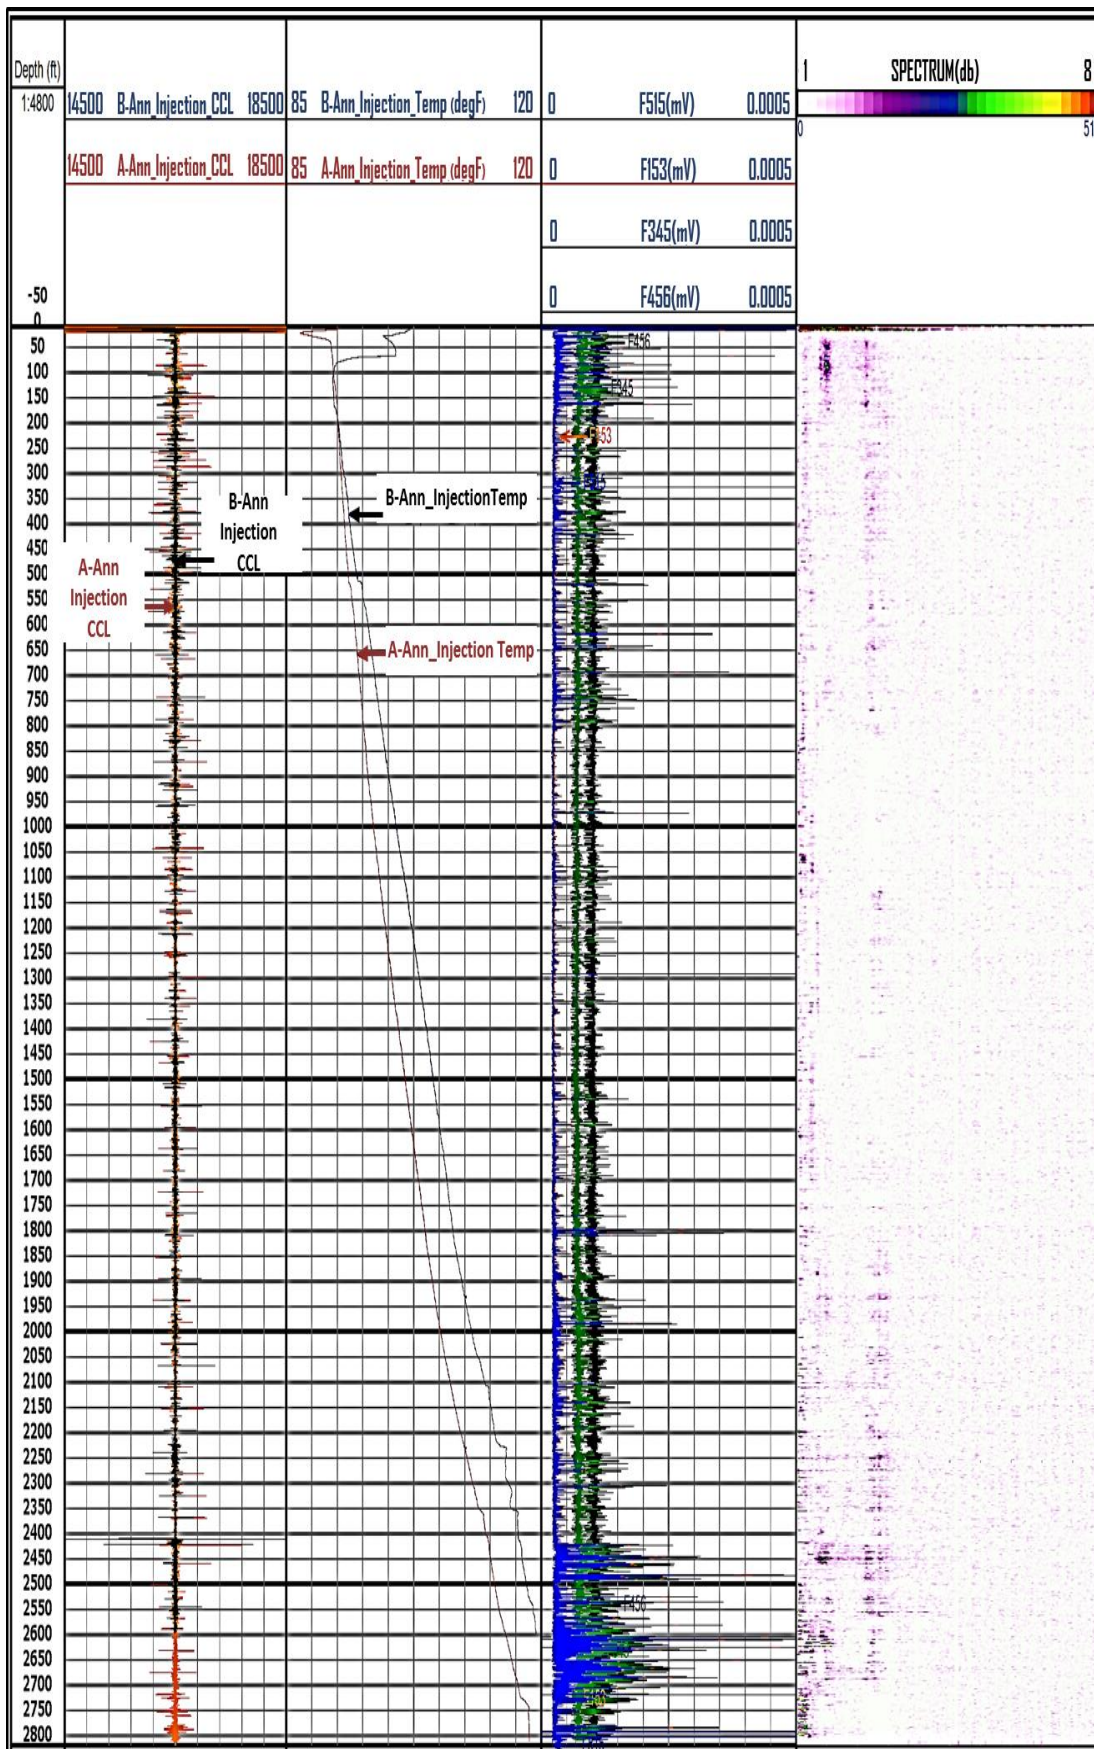 Depth (ft)
1:4800
14500 B-Ann_Injection_CCL 18500
14500 A-Ann_Injection_CCL 18500
85 B-Ann_Injection_Temp (degF) 120
85 A-Ann_Injection_Temp (degF) 120
0 F515(mV) 0.0005
0 F153(mV) 0.0005
0 F345(mV) 0.0005
0 F456(mV) 0.0005
1 SPECTRUM(db) 8
0 51
-50
0
50
100
150
200
250
300
350
400
450
500
550
600
650
700
750
800
850
900
950
1000
1050
1100
1150
1200
1250
1300
1350
1400
1450
1500
1550
1600
1650
1700
1750
1800
1850
1900
1950
2000
2050
2100
2150
2200
2250
2300
2350
2400
2450
2500
2550
2600
2650
2700
2750
2800
B-Ann
Injection
CCL
A-Ann
Injection
CCL
B-Ann_InjectionTemp
A-Ann_Injection Temp
F456
F345
F153
F456